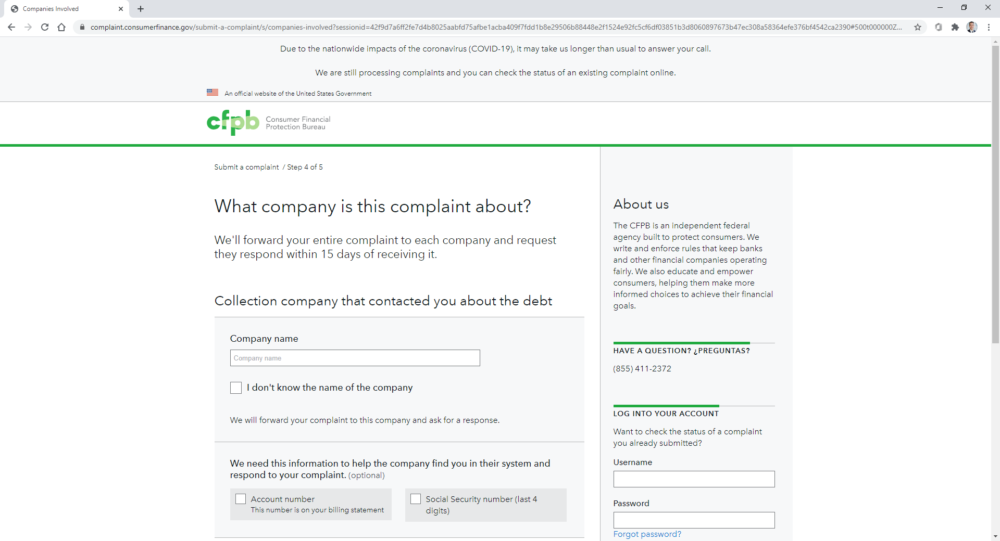 Companies Involved
complaint.consumerfinance.gov/submit-a-complaint/s/companies-involved?sessionid=42f9d7a6ff2fe7d4b8025aabfd75afbe1acba409f7fdd1b8e29506b88448e2f1524e92fc5cf6df03851b3d8060897673b47ec308a58364efe376bf4542ca2390#500t000000Z...
Due to the nationwide impacts of the coronavirus (COVID-19), it may take us longer than usual to answer your call.
We are still processing complaints and you can check the status of an existing complaint online.
An official website of the United States Government
cfpb
Consumer Financial
Protection Bureau
Submit a complaint / Step 4 of 5
What company is this complaint about?
We'll forward your entire complaint to each company and request
they respond within 15 days of receiving it.
Collection company that contacted you about the debt
Company name
Company name
I don't know the name of the company
We will forward your complaint to this company and ask for a response.
We need this information to help the company find you in their system and
respond to your complaint. (optional)
Account number
This number is on your billing statement
Social Security number (last 4
digits)
About us
The CFPB is an independent federal
agency built to protect consumers. We
write and enforce rules that keep banks
and other financial companies operating
fairly. We also educate and empower
consumers, helping them make more
informed choices to achieve their financial
goals.
HAVE A QUESTION? ¿PREGUNTAS?
(855) 411-2372
LOG INTO YOUR ACCOUNT
Want to check the status of a complaint
you already submitted?
Username
Password
Forgot password?